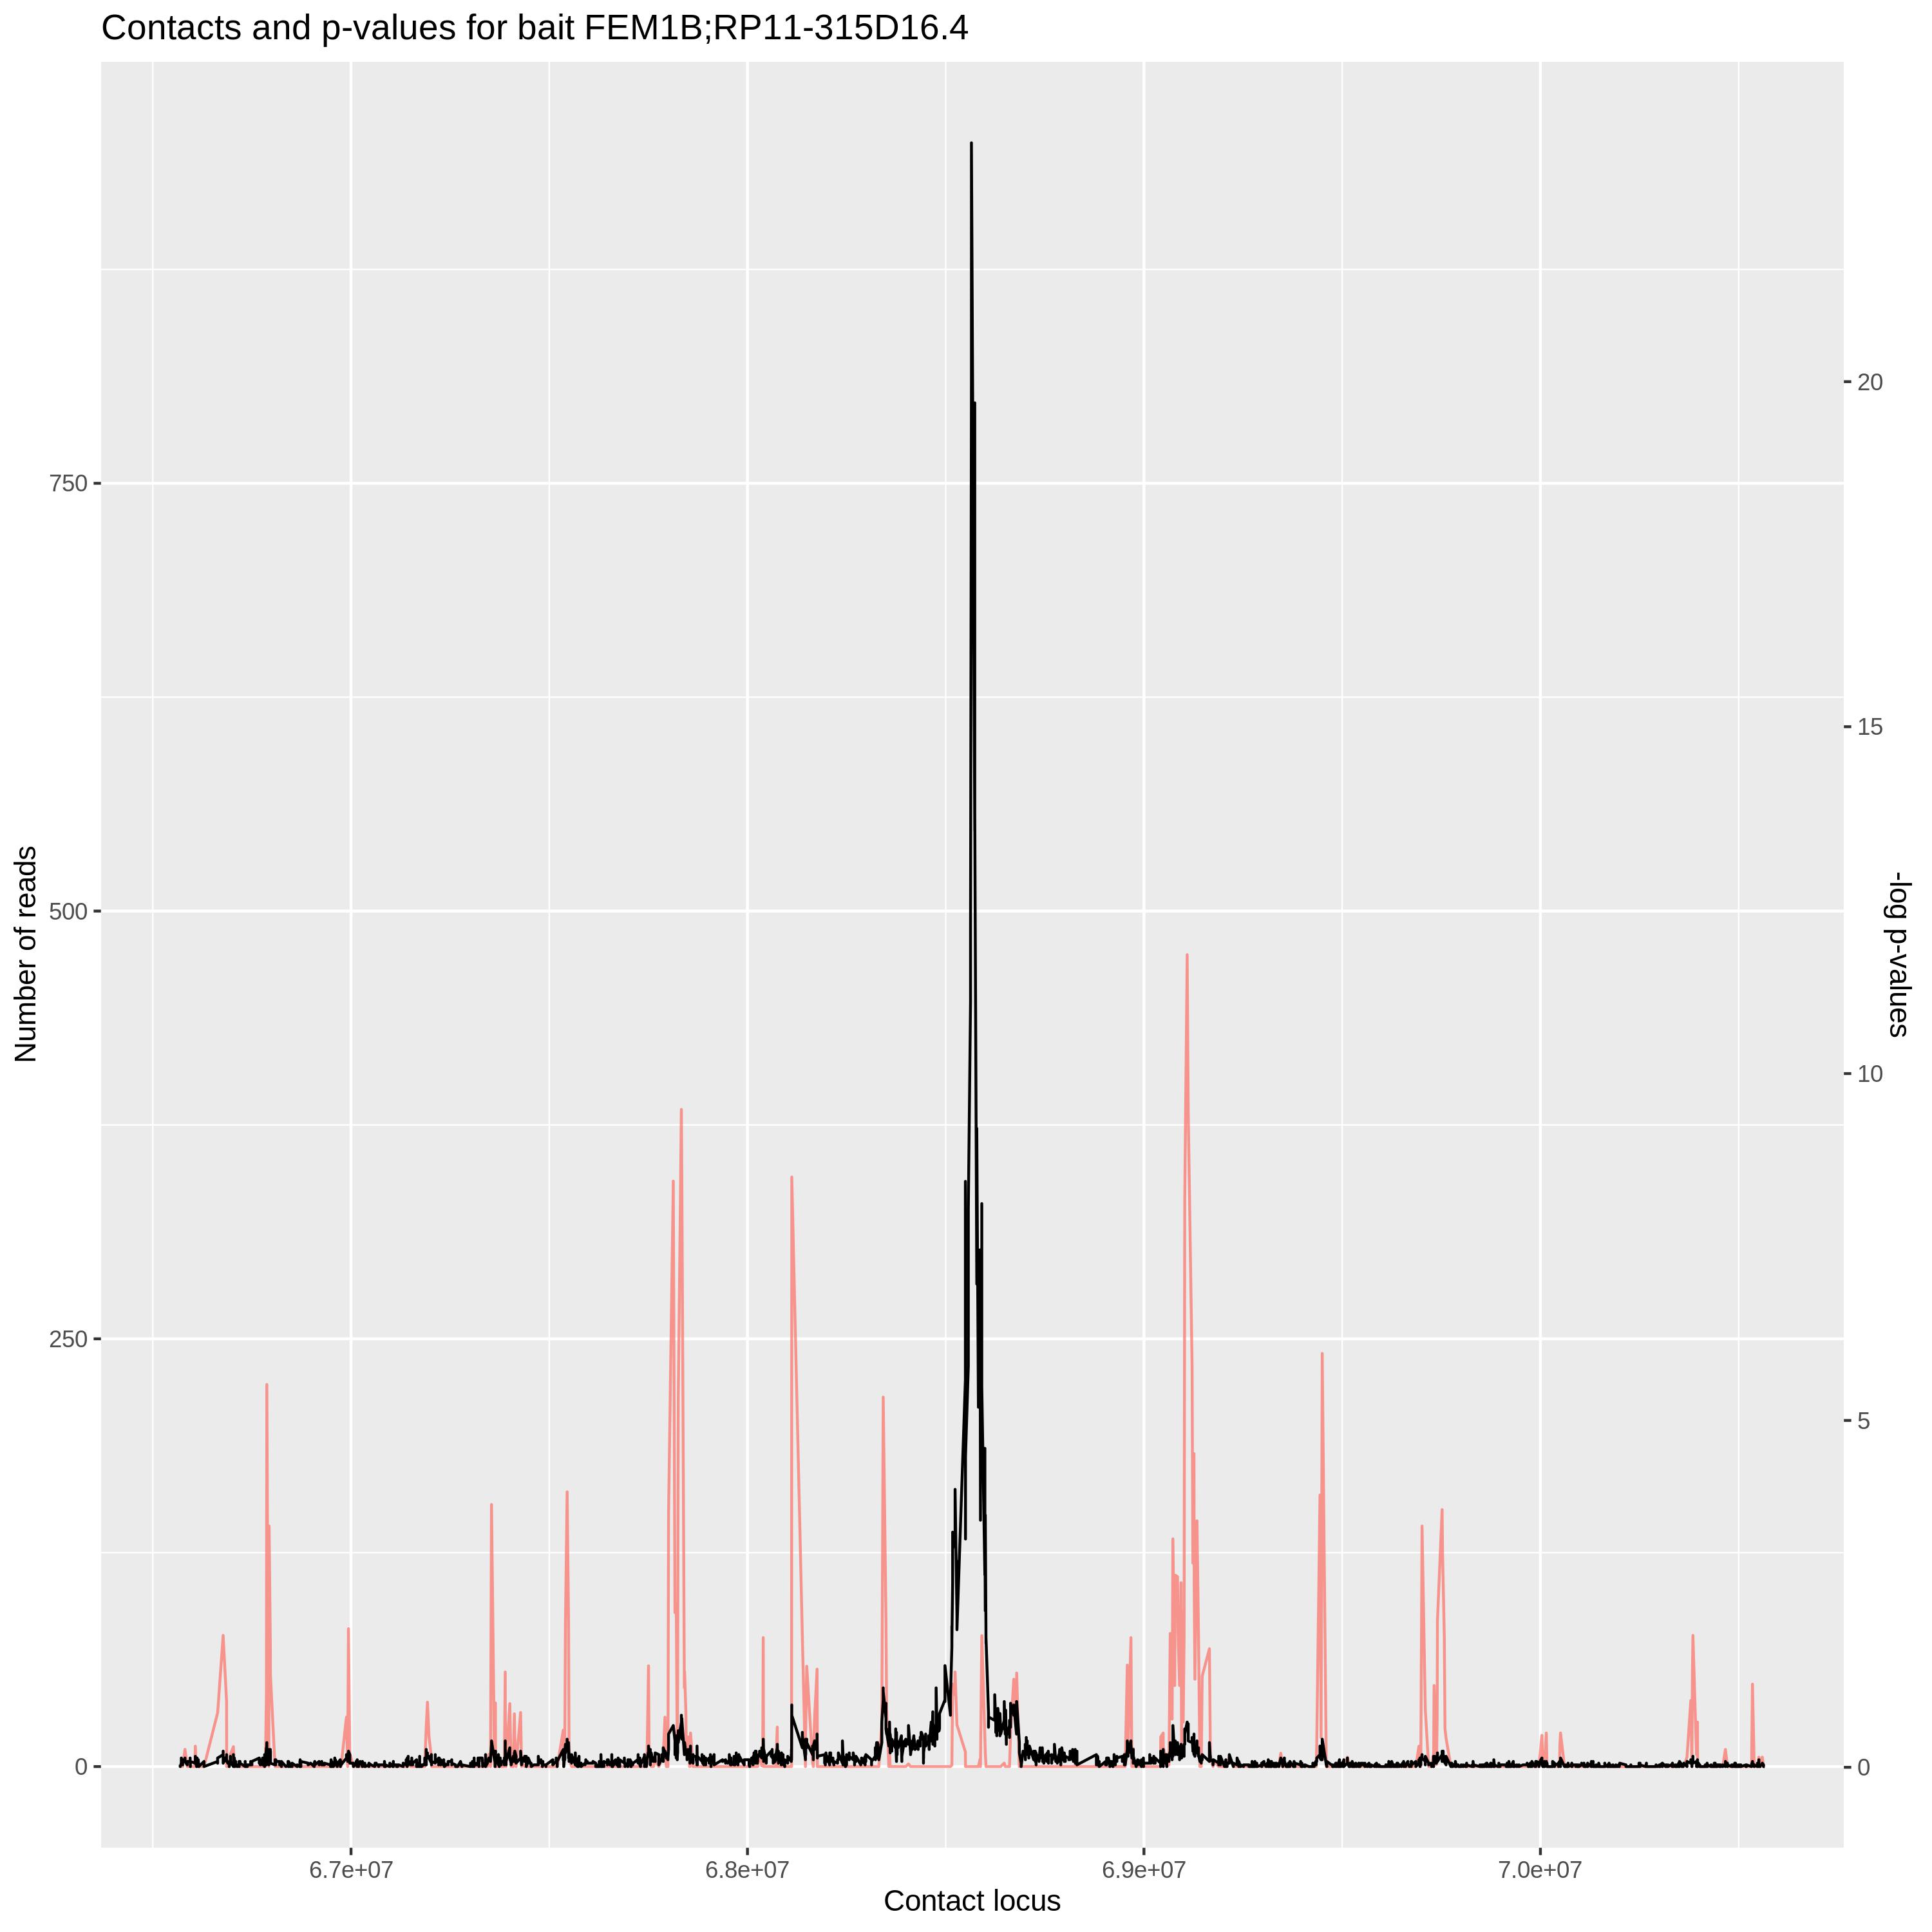 Contacts and p-values for bait FEM1B;RP11-315D16.4
Number of reads
750
500
250
0
20
15
10
5
0
-log p-values
6.7e+07
6.8e+07
6.9e+07
7.0e+07
Contact locus